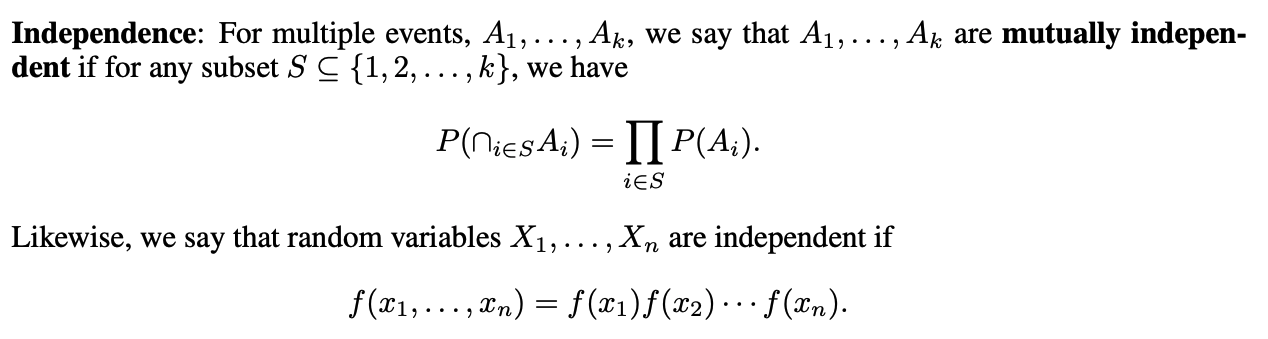 Independence: For multiple events, A₁, . . . , Aₖ, we say that A₁, . . . , Aₖ are mutually indepen-
dent if for any subset S ⊆ {1, 2, . . . , k}, we have
P(∩ᵢ∈S Aᵢ) = ∏ᵢ∈S P(Aᵢ).
Likewise, we say that random variables X₁, . . . , Xₙ are independent if
f(x₁, . . . , xₙ) = f(x₁)f(x₂) · · · f(xₙ).